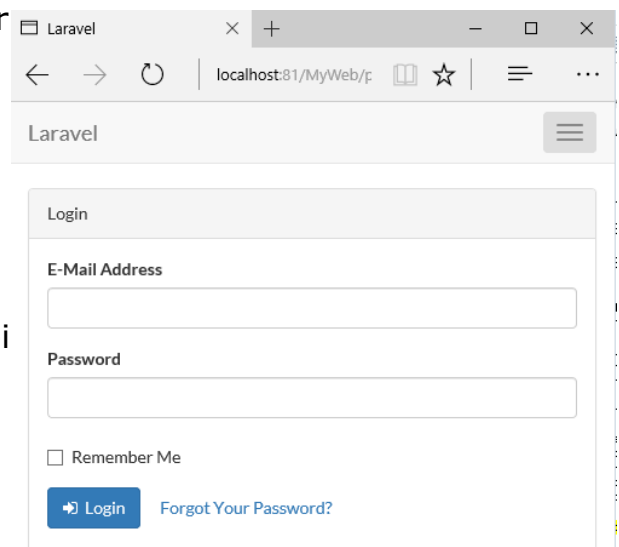 Laravel
localhost:81/MyWeb/p
Laravel
Login
E-Mail Address
Password
Remember Me
Login Forgot Your Password?